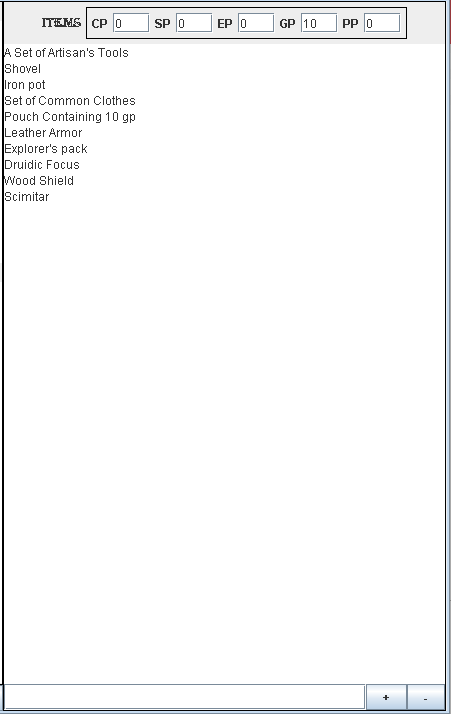 ITEMS CP 0 SP 0 EP 0 GP 10 PP 0
A Set of Artisan's Tools
Shovel
Iron pot
Set of Common Clothes
Pouch Containing 10 gp
Leather Armor
Explorer's pack
Druidic Focus
Wood Shield
Scimitar
+ -